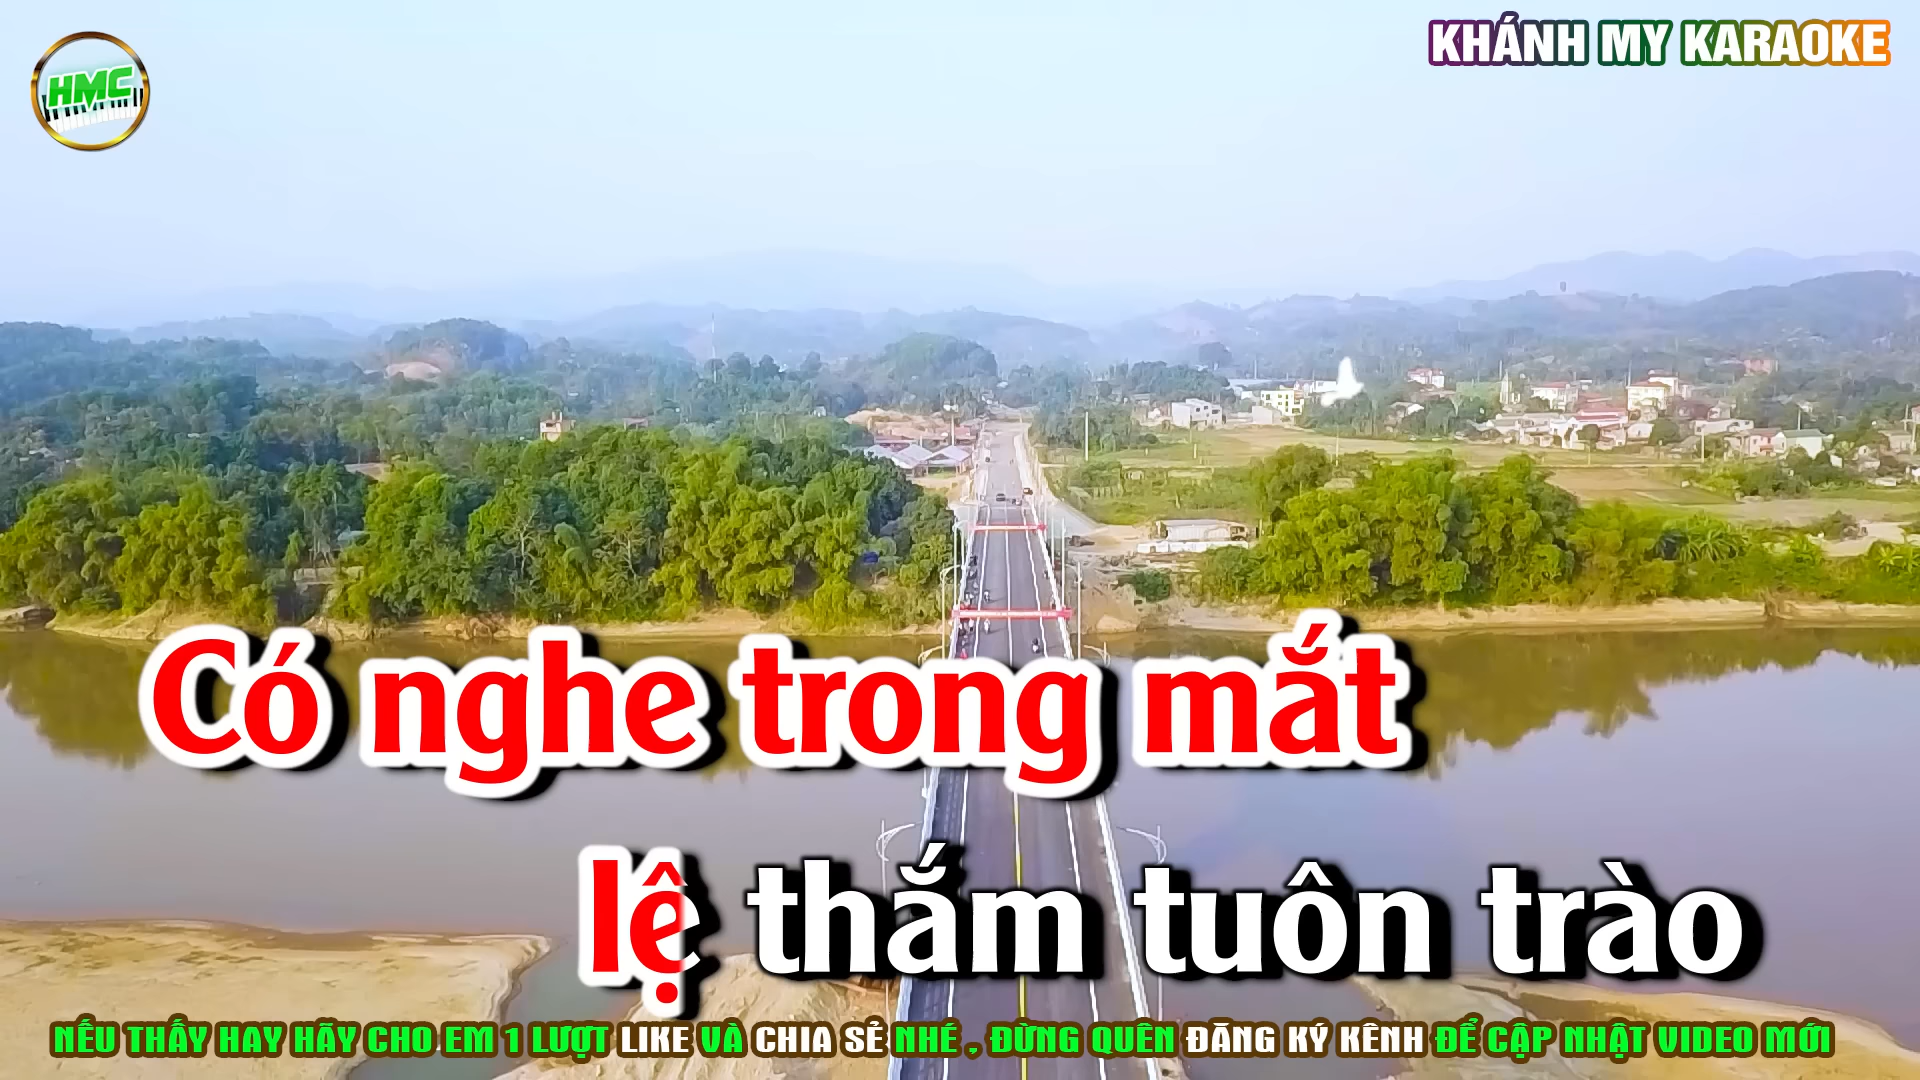 HMC
KHÁNH MY KARAOKE
Có nghe trong mắt
lệ thắm tuôn trào
NẾU THẤY HAY HÃY CHO EM 1 LƯỢT LIKE VÀ CHIA SẺ NHÉ , ĐỪNG QUÊN ĐĂNG KÝ KÊNH ĐỂ CẬP NHẬT VIDEO MỚI